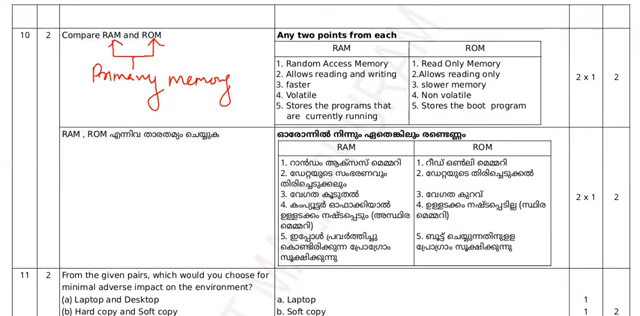 10 2 Compare RAM and ROM Any two points from each
RAM ROM
1. Random Access Memory 1. Read Only Memory
2. Allows reading and writing 2.Allows reading only
3. faster 3. slower memory
4. Volatile 4. Non volatile
5. Stores the programs that 5. Stores the boot program
are currently running
2 x 1 2
Primary memory
RAM , ROM എന്നിവ താരതമ്യം ചെയ്യുക ഓരോന്നിൽ നിന്നും ഏതെങ്കിലും രണ്ടെണ്ണം
RAM ROM
1. റാൻഡം ആക്സസ് മെമ്മറി 1. റീഡ് ഒൺലി മെമ്മറി
2. ഡേറ്റയുടെ സംഭരണവും 2. ഡേറ്റയുടെ തിരിച്ചെടുക്കൽ
തിരിച്ചെടുക്കലും
3. വേഗത കൂടുതൽ 3. വേഗത കുറവ്
4. കംപ്യൂട്ടർ ഓഫാക്കിയാൽ 4. ഉള്ളടക്കം നഷ്ടപ്പെടില്ല (സ്ഥിര
ഉള്ളടക്കം നഷ്ടപ്പെടും (അസ്ഥിര മെമ്മറി)
മെമ്മറി)
5. ഇപ്പോൾ പ്രവർത്തിച്ചു 5. ബൂട്ട് ചെയ്യുന്നതിനുളള
കൊണ്ടിരിക്കുന്ന പ്രോഗ്രാം പ്രോഗ്രാം സൂക്ഷിക്കുന്നു
സൂക്ഷിക്കുന്നു
2 x 1 2
11 2 From the given pairs, which would you choose for
minimal adverse impact on the environment?
(a) Laptop and Desktop a. Laptop 1
(b) Hard copy and Soft copy b. Soft copy 1 2